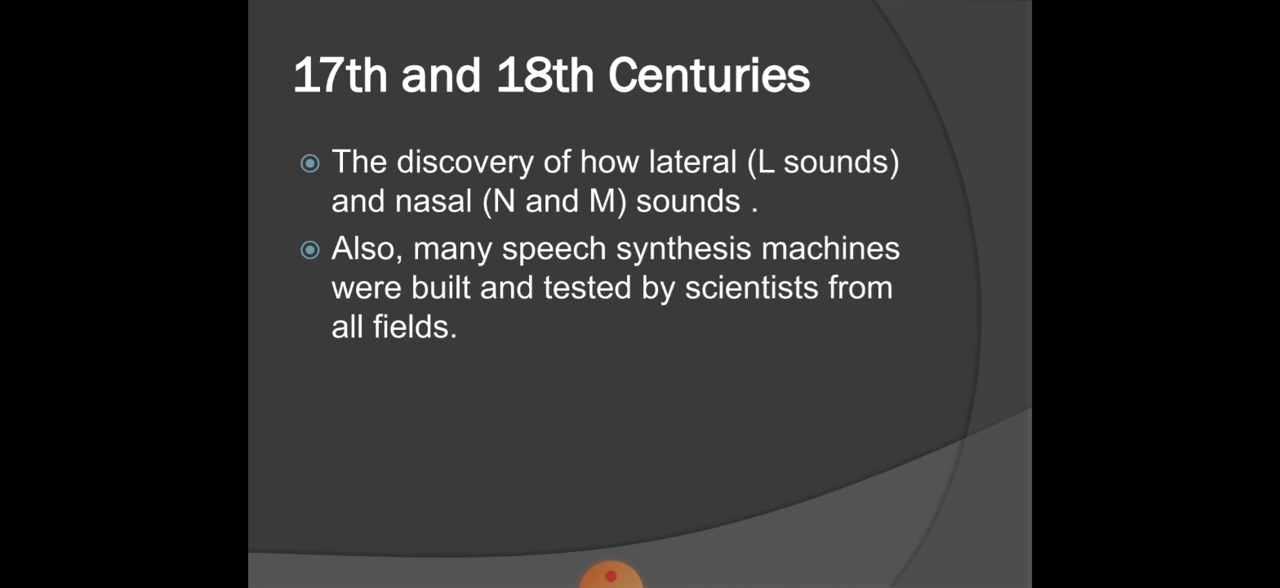 17th and 18th Centuries
The discovery of how lateral (L sounds)
and nasal (N and M) sounds .
Also, many speech synthesis machines
were built and tested by scientists from
all fields.